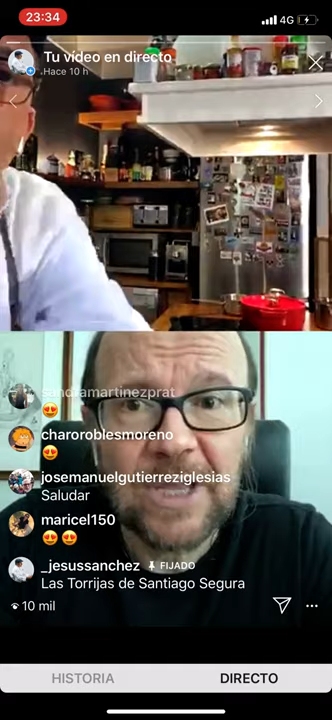 23:34
4G
Tu vídeo en directo
Hace 10 h
sandramartinezprat
😍
charoroblesmoreno
😍
josemanuelgutierreziglesias
Saludar
maricel150
😍😍
_jesussanchez FIJADO
Las Torrijas de Santiago Segura
10 mil
HISTORIA DIRECTO